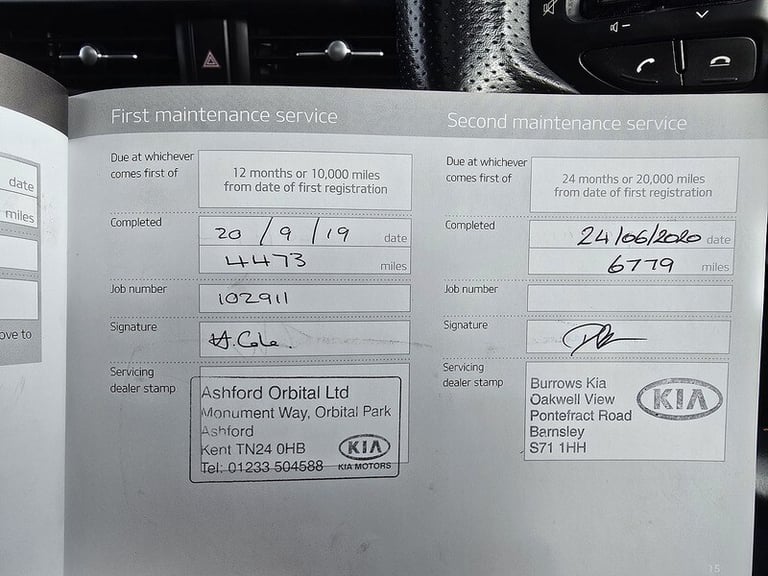 date
miles
ove to
First maintenance service
Due at whichever comes first of
12 months or 10,000 miles
from date of first registration
Completed
20 / 9 / 19 date
4473 miles
Job number
102911
Signature
A.Cole.
Servicing
dealer stamp
Ashford Orbital Ltd
Monument Way, Orbital Park
Ashford
Kent TN24 0HB
Tel: 01233 504588
KIA
KIA MOTORS
Second maintenance service
Due at whichever
comes first of
24 months or 20,000 miles
from date of first registration
Completed
24/06/2020 date
6779 miles
Job number
Signature
Servicing
dealer stamp
Burrows Kia
Oakwell View
Pontefract Road
Barnsley
S71 1HH
KIA
15